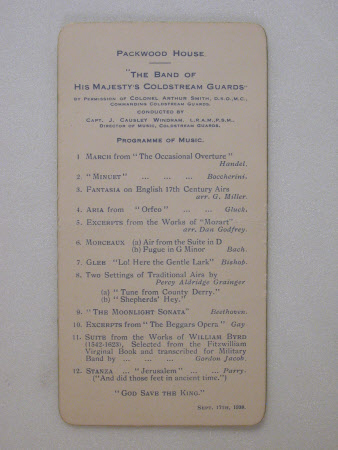 PACKWOOD HOUSE.
"THE BAND OF
HIS MAJESTY'S COLDSTREAM GUARDS"
BY PERMISSION OF COLONEL ARTHUR SMITH, D.S.O., M.C.,
COMMANDING COLDSTREAM GUARDS.
CONDUCTED BY
CAPT. J. CAUSLEY WINDRAM, L.R.A.M., P.S.M.,
DIRECTOR OF MUSIC, COLDSTREAM GUARDS.
PROGRAMME OF MUSIC.
1 MARCH from "The Occasional Overture"
Handel.
2. "MINUET" ... ... ... Boccherini.
3. FANTASIA on English 17th Century Airs
arr. G. Miller.
4. ARIA from "Orfeo" ... ... Gluck.
5. EXCERPTS from the Works of "Mozart"
arr. Dan Godfrey.
6. MORCEAUX (a) Air from the Suite in D
(b) Fugue in G Minor Bach.
7. GLEE "Lo! Here the Gentle Lark" Bishop.
8. Two Settings of Traditional Airs by
Percy Aldridge Grainger
(a) "Tune from County Derry."
(b) "Shepherds' Hey."
9. "THE MOONLIGHT SONATA" Beethoven.
10. EXCERPTS from "The Beggars Opera." Gay.
11. SUITE from the Works of WILLIAM BYRD
(1542-1623), Selected from the Fitzwilliam
Virginal Book and transcribed for Military
Band by ... ... ... Gordon Jacob.
12. STANZA ... "Jerusalem" ... ... Parry.
("And did those feet in ancient time.")
"GOD SAVE THE KING."
SEPT. 17TH, 1938.